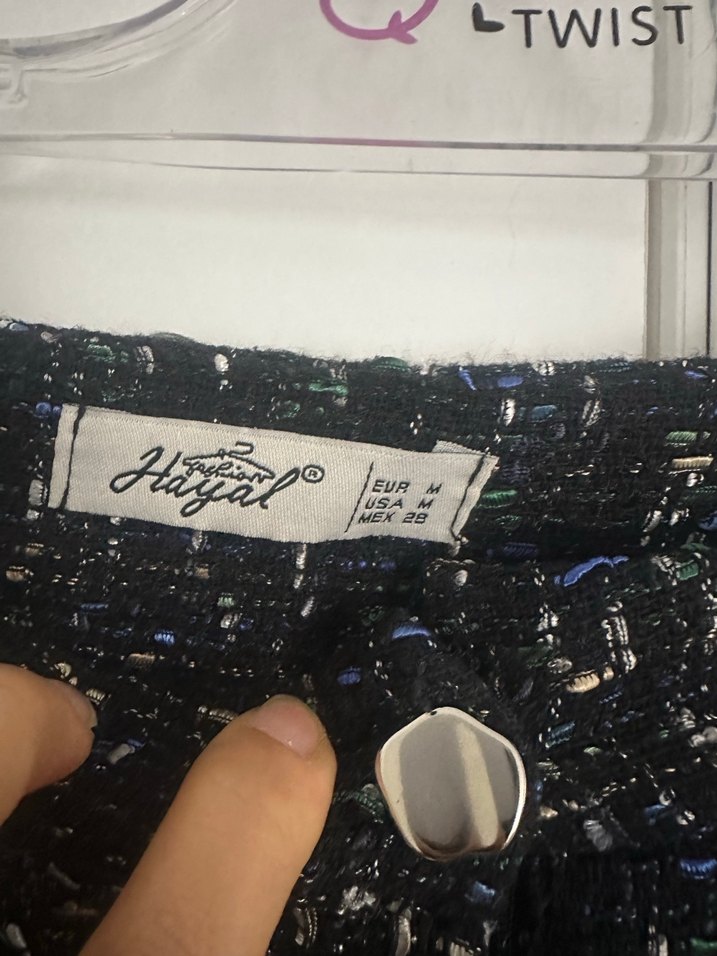 TWIST
Fashion
Hayal®
EUR M
USA M
MEX 28